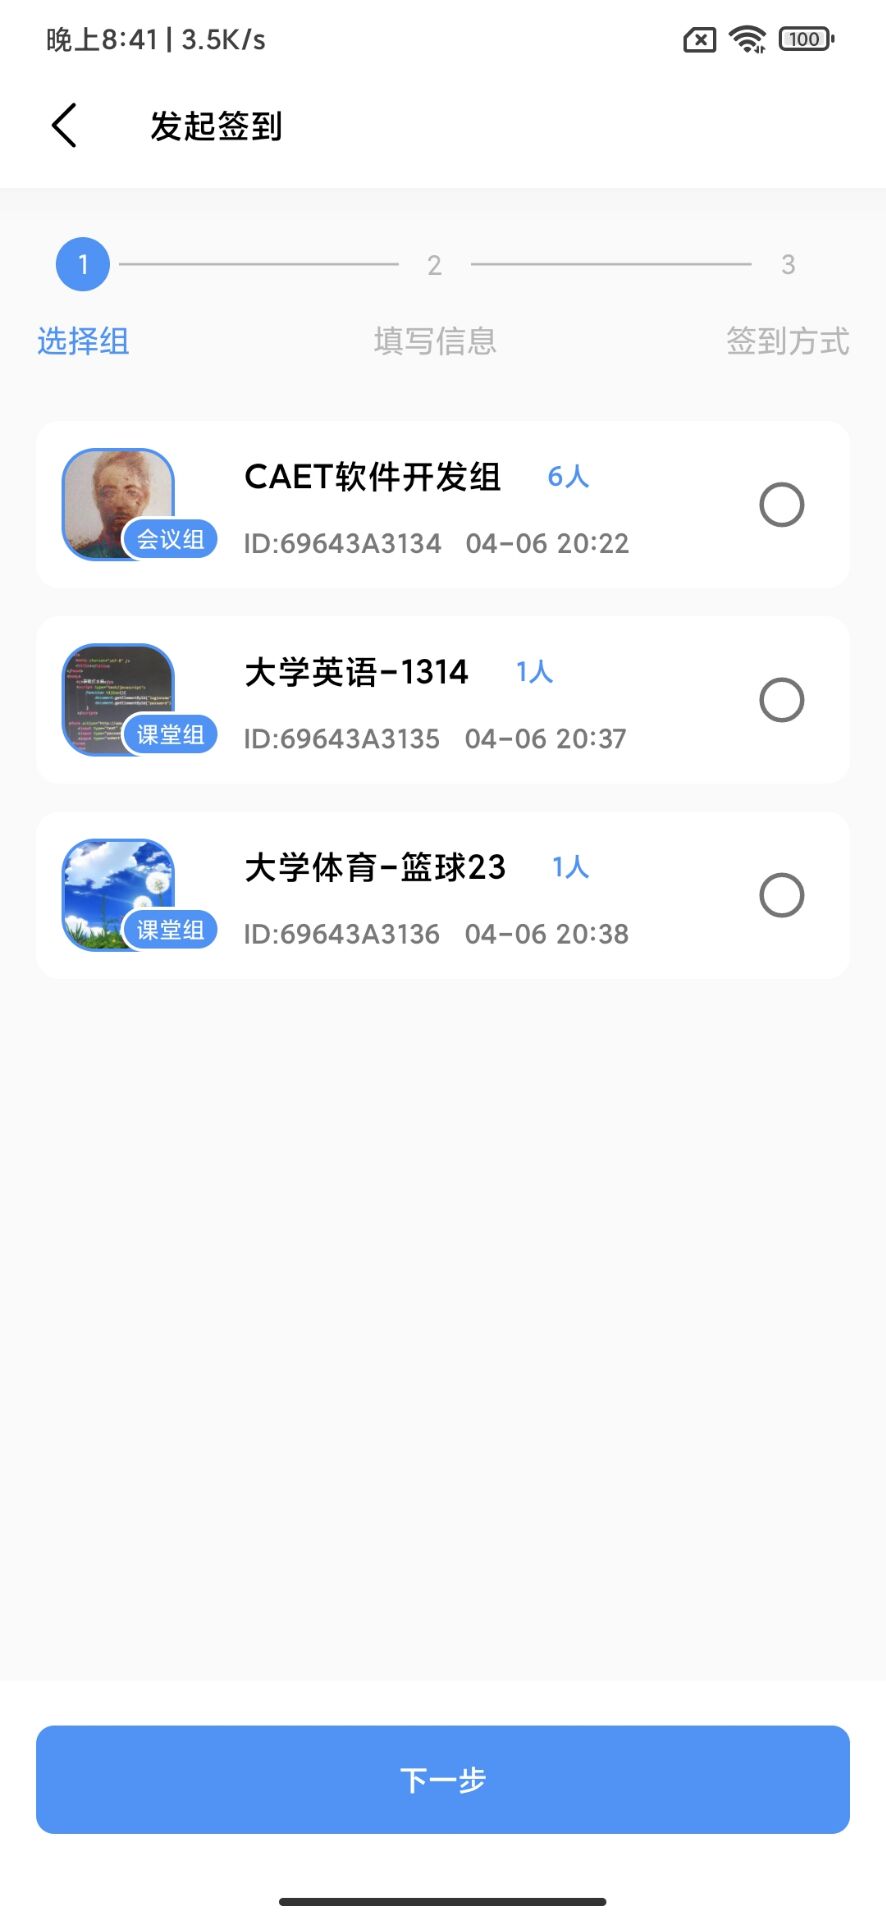 晚上8:41 | 3.5K/s
100
发起签到
1 2 3
选择组 填写信息 签到方式
CAET软件开发组 6人
会议组
ID:69643A3134 04-06 20:22
大学英语-1314 1人
课堂组
ID:69643A3135 04-06 20:37
大学体育-篮球23 1人
课堂组
ID:69643A3136 04-06 20:38
下一步